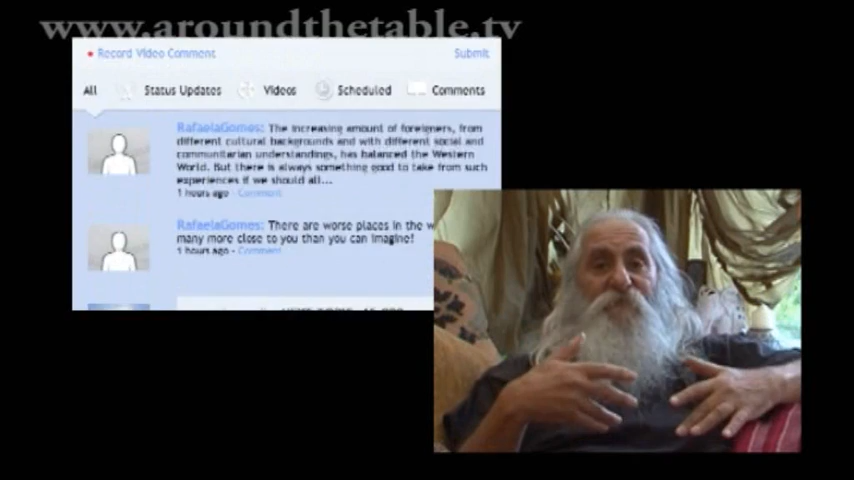 www.aroundthetable.tv
Record Video Comment Submit
All Status Updates Videos Scheduled Comments
RafaelaGomes: The increasing amount of foreigners, from
different cultural backgrounds and with different social and
communitarian understandings, has balanced the Western
World. But there is always something good to take from such
experiences if we should all...
1 hours ago - Comment
RafaelaGomes: There are worse places in the w
many more close to you than you can imagine!
1 hours ago - Comment